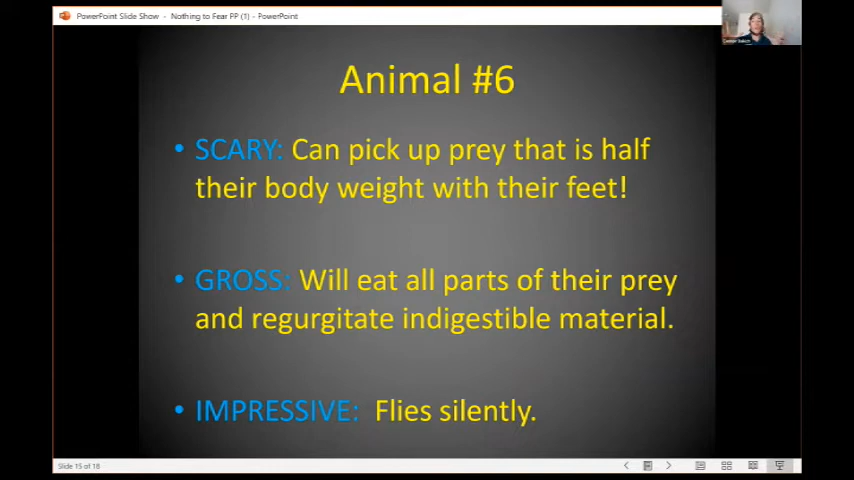 PowerPoint Slide Show - Nothing to Fear PP (1) - PowerPoint
Animal #6
• SCARY: Can pick up prey that is half
their body weight with their feet!
• GROSS: Will eat all parts of their prey
and regurgitate indigestible material.
• IMPRESSIVE: Flies silently.
Slide 15 of 18